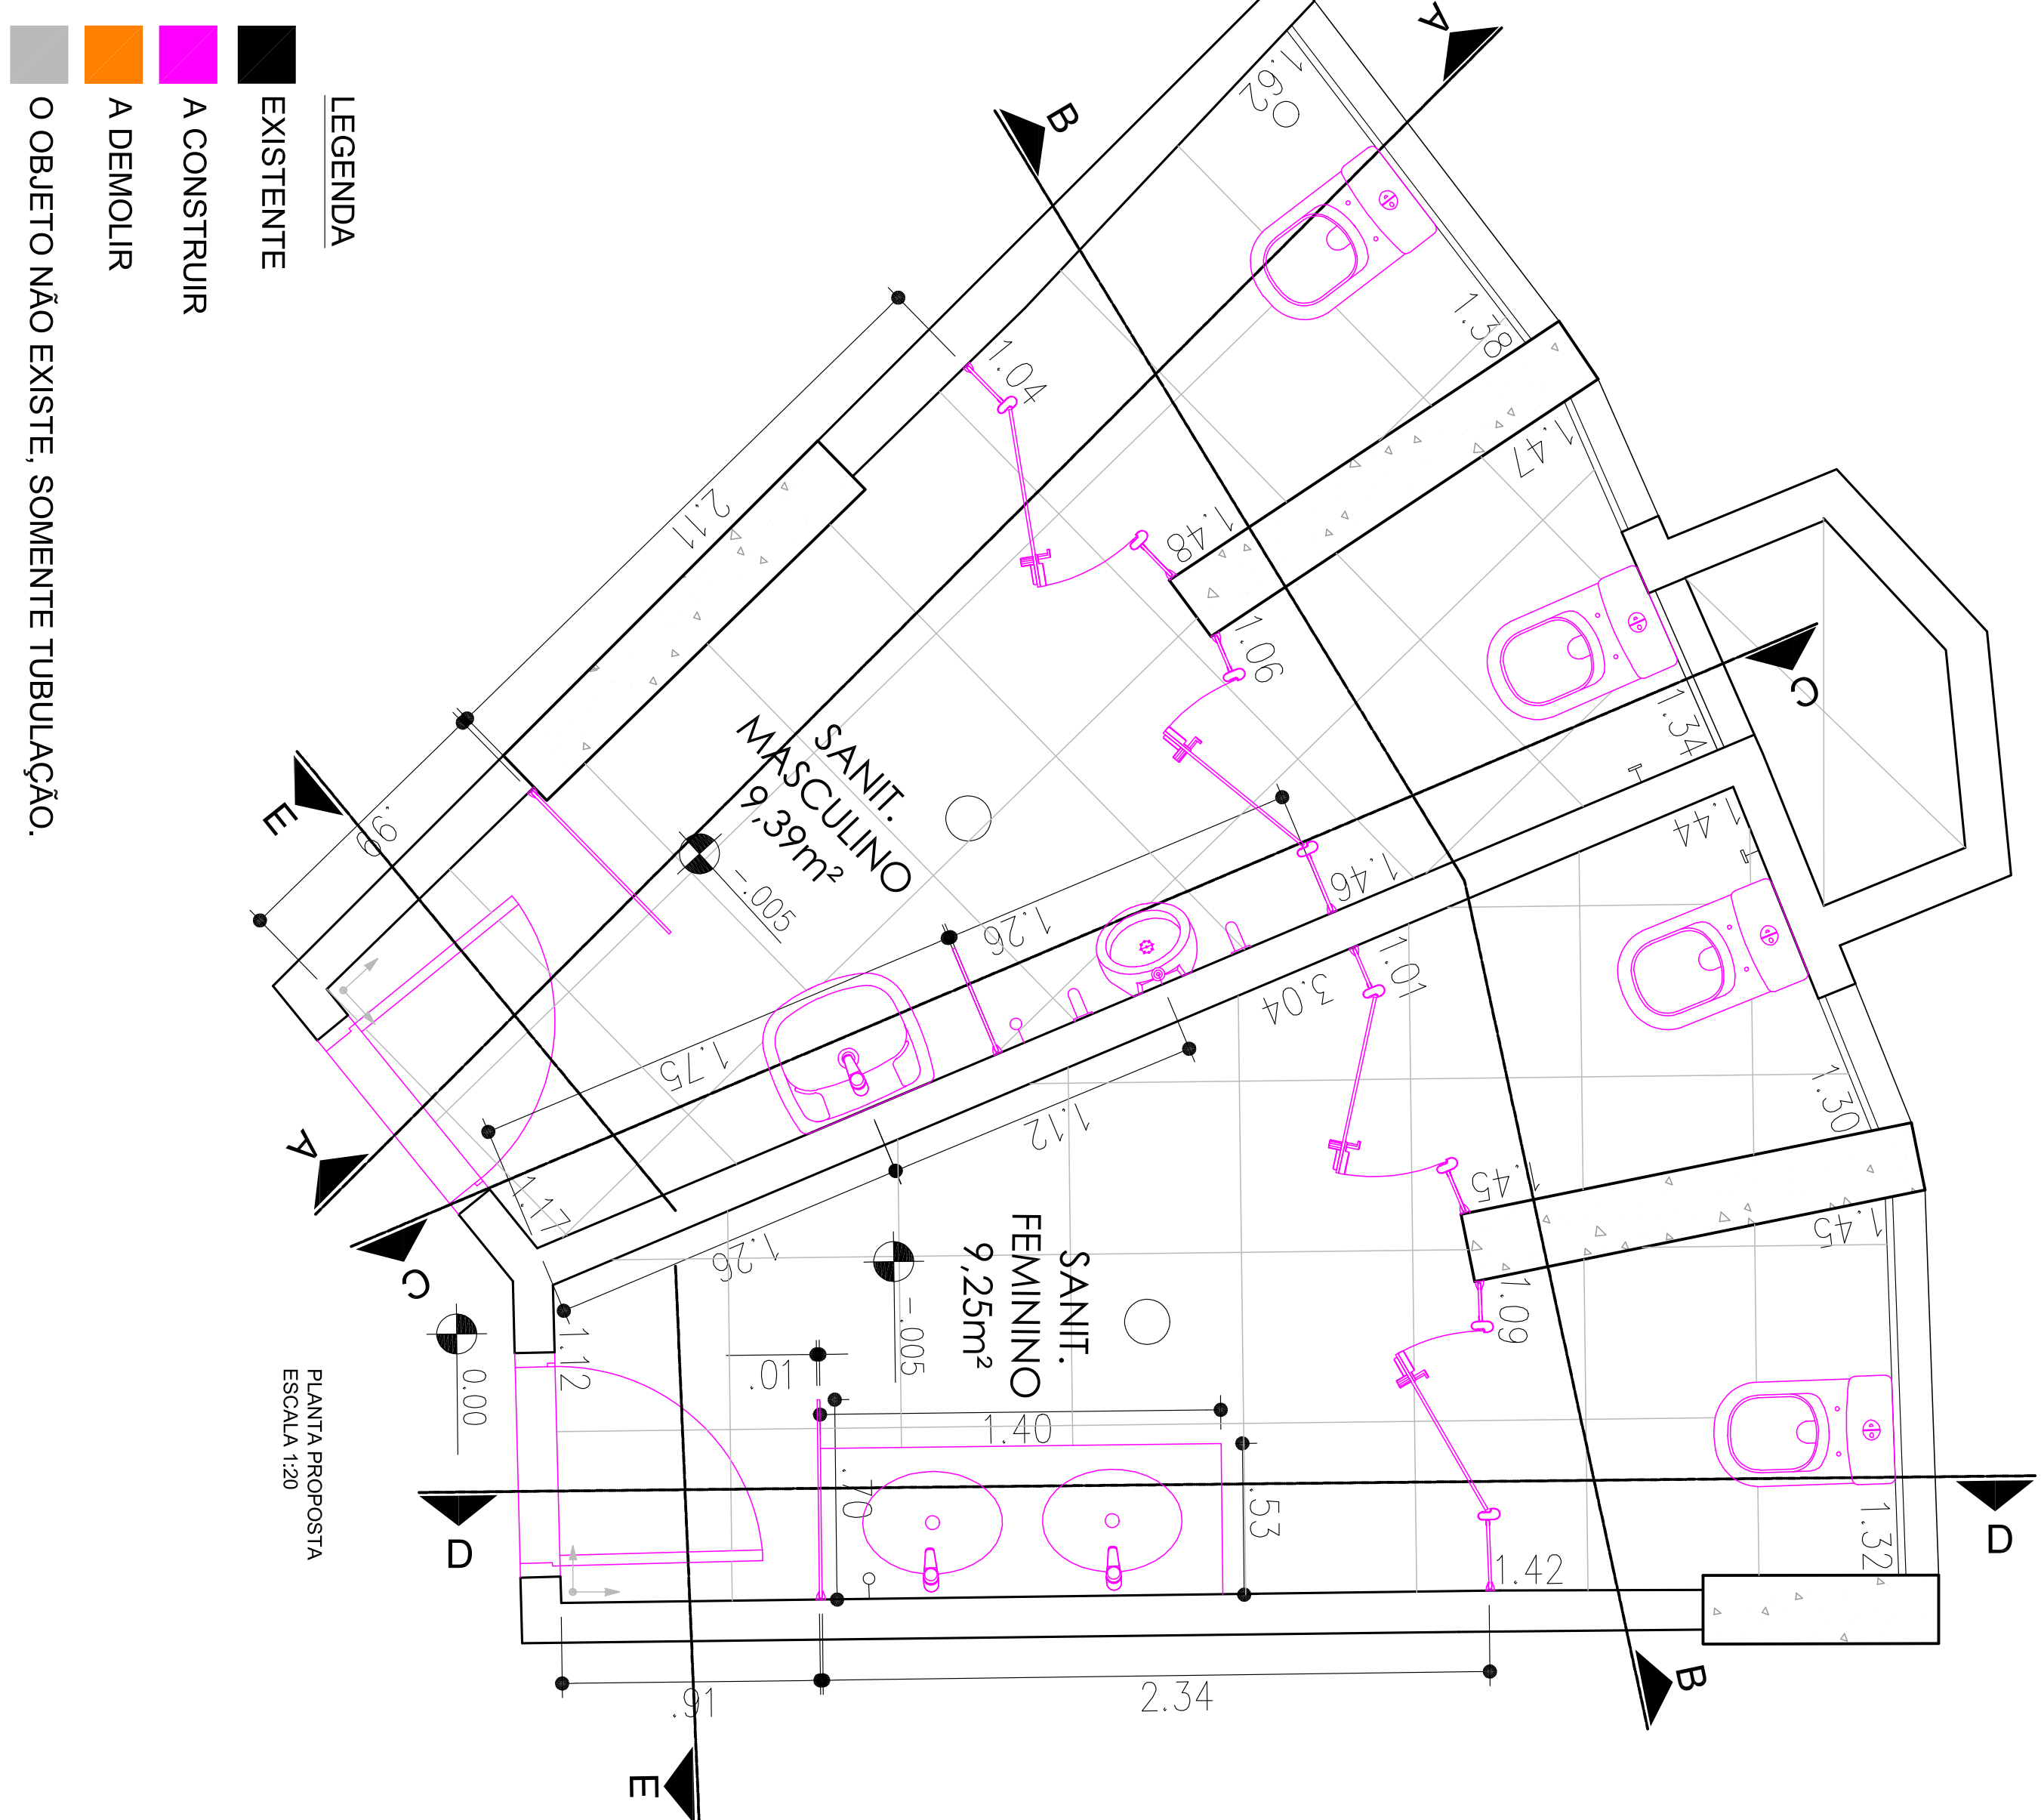 LEGENDA
EXISTENTE
A CONSTRUIR
A DEMOLIR
O OBJETO NÃO EXISTE, SOMENTE TUBULAÇÃO.
A
B
1.63
1.38
1.04
1.47
1.48
1.06
2.11
1.34
C
SANIT.
MASCULINO
9,39m²
-.005
E
1.44
1.46
1.26
1.01
3.04
1.75
1.30
1.12
A
C
1.17
1.26
1.45
1.45
SANIT.
FEMININO
9,25m²
-.005
1.09
1.12
0.00
.01
1.40
.70
.53
1.32
1.42
D
D
PLANTA PROPOSTA
ESCALA 1:20
.91
2.34
B
E